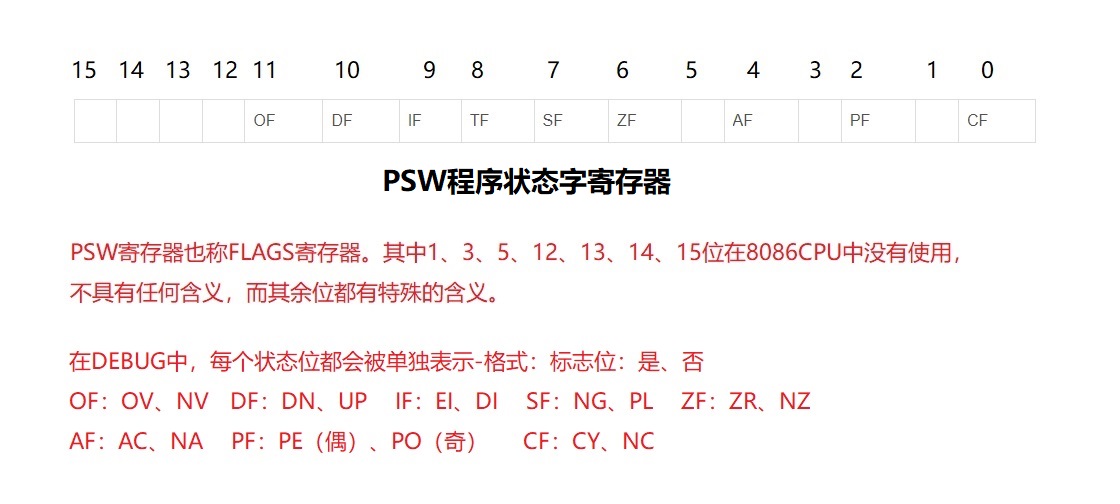 15 14 13 12 11 10 9 8 7 6 5 4 3 2 1 0
OF DF IF TF SF ZF AF PF CF
PSW程序状态字寄存器
PSW寄存器也称FLAGS寄存器。其中1、3、5、12、13、14、15位在8086CPU中没有使用，
不具有任何含义，而其余位都有特殊的含义。
在DEBUG中，每个状态位都会被单独表示-格式：标志位：是、否
OF：OV、NV DF：DN、UP IF：EI、DI SF：NG、PL ZF：ZR、NZ
AF：AC、NA PF：PE（偶）、PO（奇） CF：CY、NC